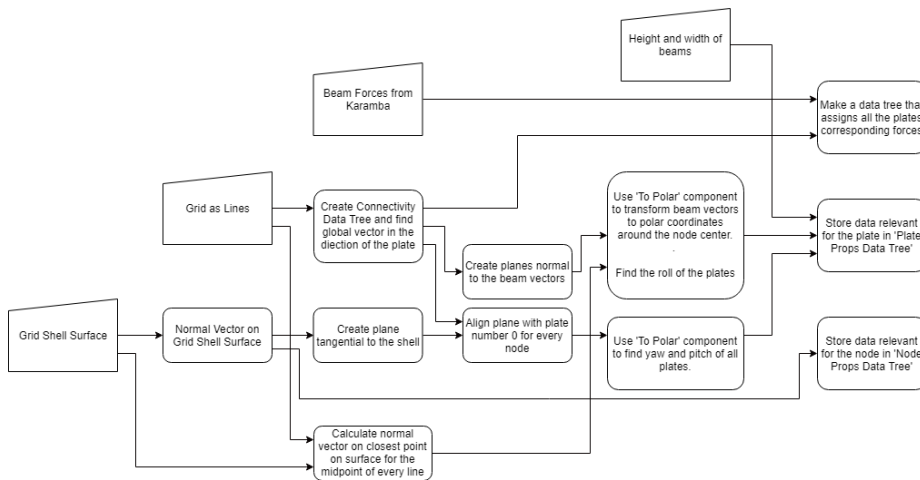 Height and width of
beams
Beam Forces from
Karamba
Make a data tree that
assigns all the plates
corresponding forces
Grid as Lines
Create Connectivity
Data Tree and find
global vector in the
diection of the plate
Use 'To Polar' component
to transform beam vectors
to polar coordinates
around the node center.
.
Find the roll of the plates
Store data relevant
for the plate in 'Plate
Props Data Tree'
Create planes normal
to the beam vectors
Grid Shell Surface
Normal Vector on
Grid Shell Surface
Create plane
tangential to the shell
Align plane with plate
number 0 for every
node
Use 'To Polar' component
to find yaw and pitch of all
plates.
Store data relevant
for the node in 'Node
Props Data Tree'
Calculate normal
vector on closest point
on surface for the
midpoint of every line